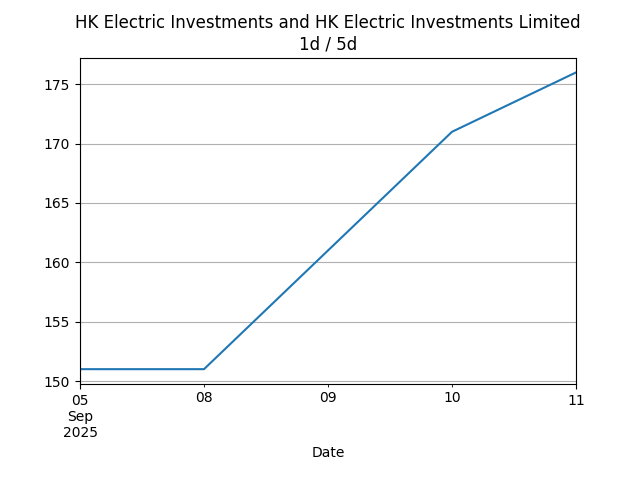 HK Electric Investments and HK Electric Investments Limited
1d / 5d
175
170
165
160
155
150
05 08 09 10 11
Sep
2025
Date